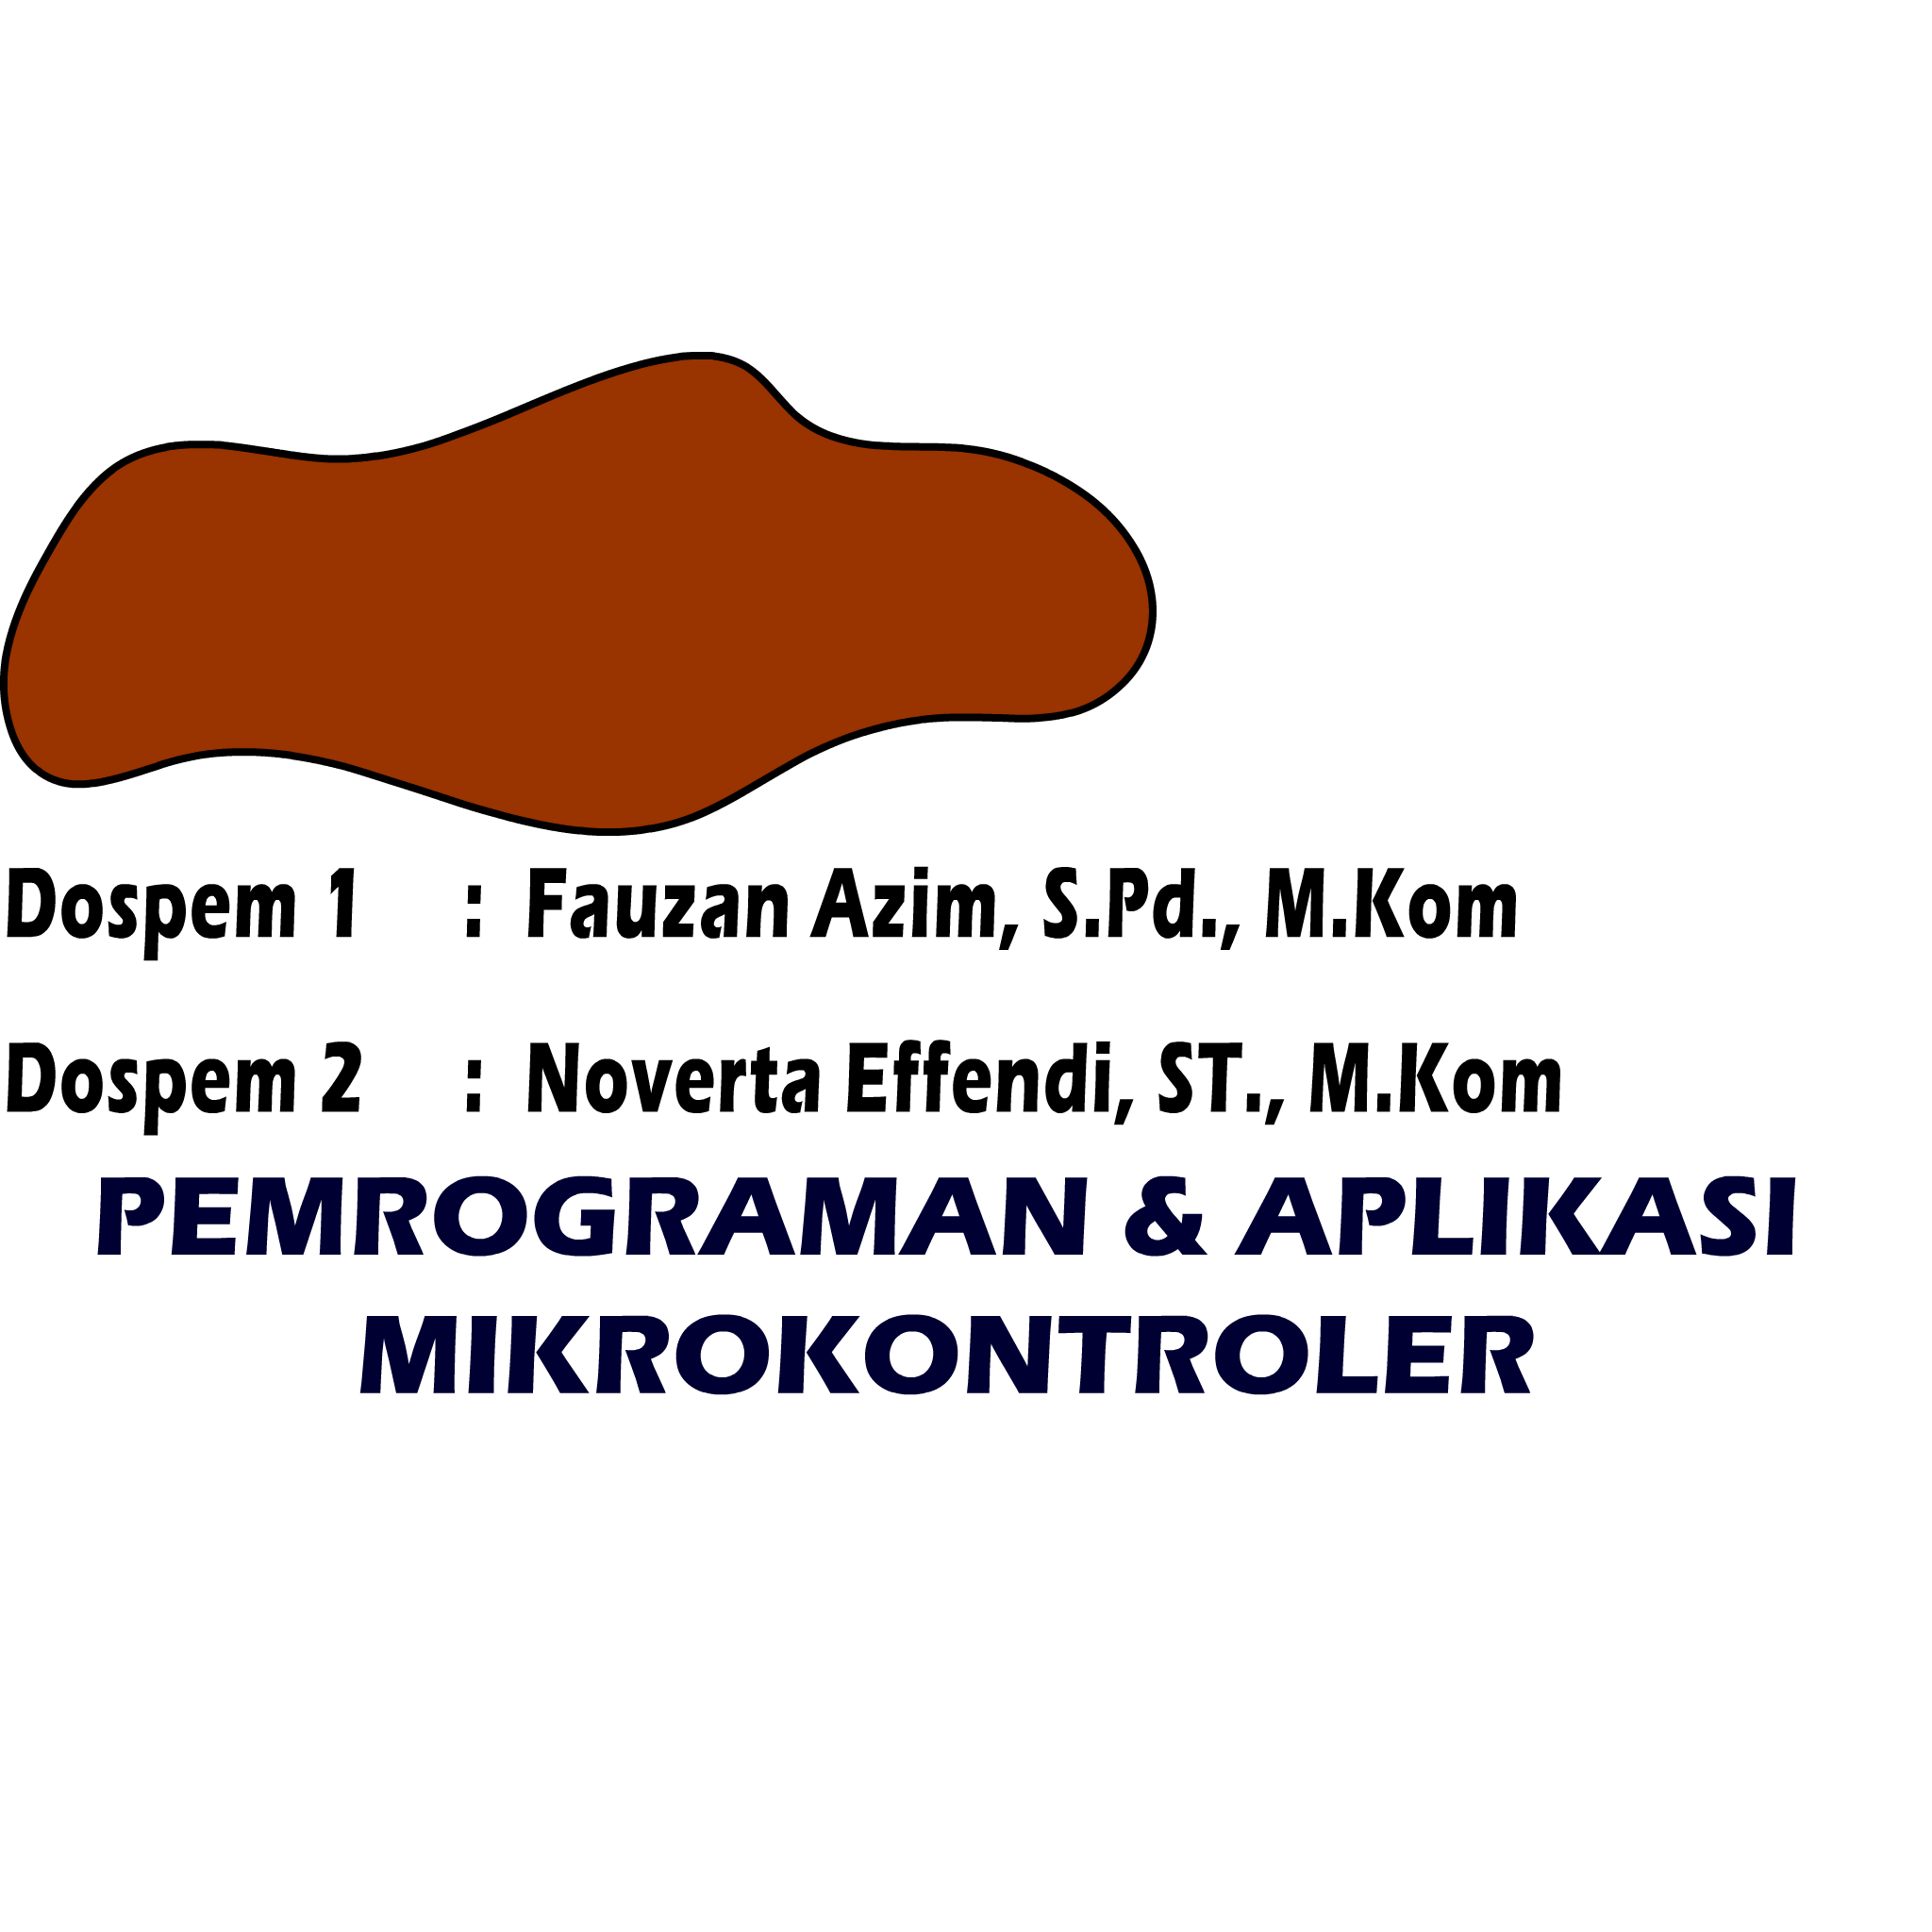 Dospem 1 : Fauzan Azim, S.Pd., M.Kom
Dospem 2 : NoVerta Effendi, ST., M.Kom
PEMROGRAMAN & APLIKASI
MIKROKONTROLER